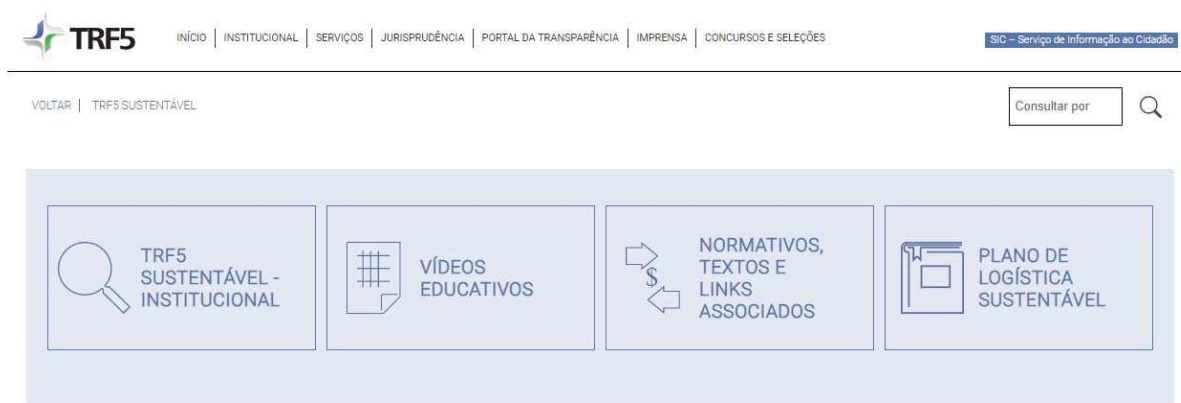 TRF5
INÍCIO | INSTITUCIONAL | SERVIÇOS | JURISPRUDÊNCIA | PORTAL DA TRANSPARÊNCIA | IMPRENSA | CONCURSOS E SELEÇÕES
SIC – Serviço de Informação ao Cidadão
VOLTAR | TRF5 SUSTENTÁVEL
Consultar por
TRF5
SUSTENTÁVEL -
INSTITUCIONAL
VÍDEOS
EDUCATIVOS
$
NORMATIVOS,
TEXTOS E
LINKS
ASSOCIADOS
PLANO DE
LOGÍSTICA
SUSTENTÁVEL